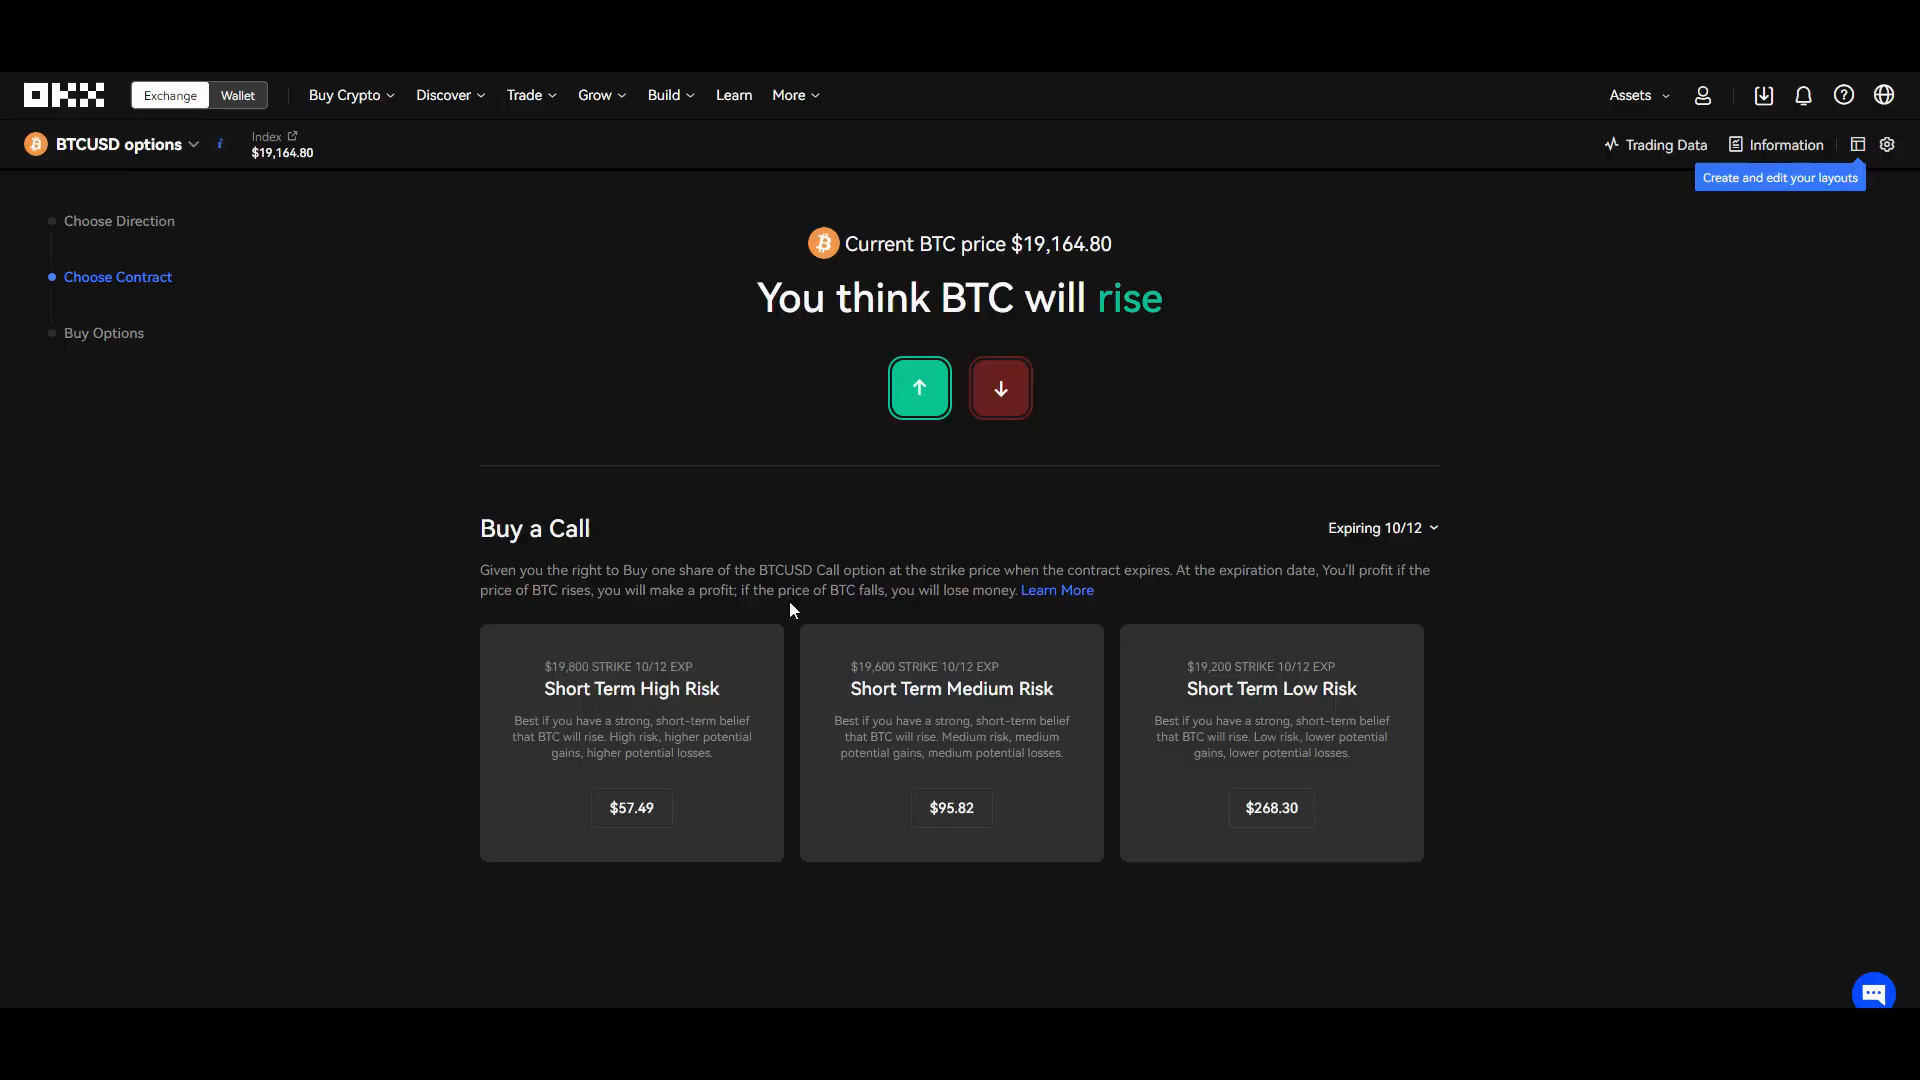 OKX Exchange Wallet Buy Crypto Discover Trade Grow Build Learn More Assets
BTCUSD options i Index $19,164.80 Trading Data Information
Create and edit your layouts
Choose Direction
Choose Contract
Buy Options
Current BTC price $19,164.80
You think BTC will rise
Buy a Call Expiring 10/12
Given you the right to Buy one share of the BTCUSD Call option at the strike price when the contract expires. At the expiration date, You'll profit if the
price of BTC rises, you will make a profit; if the price of BTC falls, you will lose money. Learn More
$19,800 STRIKE 10/12 EXP
Short Term High Risk
Best if you have a strong, short-term belief
that BTC will rise. High risk, higher potential
gains, higher potential losses.
$57.49
$19,600 STRIKE 10/12 EXP
Short Term Medium Risk
Best if you have a strong, short-term belief
that BTC will rise. Medium risk, medium
potential gains, medium potential losses.
$95.82
$19,200 STRIKE 10/12 EXP
Short Term Low Risk
Best if you have a strong, short-term belief
that BTC will rise. Low risk, lower potential
gains, lower potential losses.
$268.30